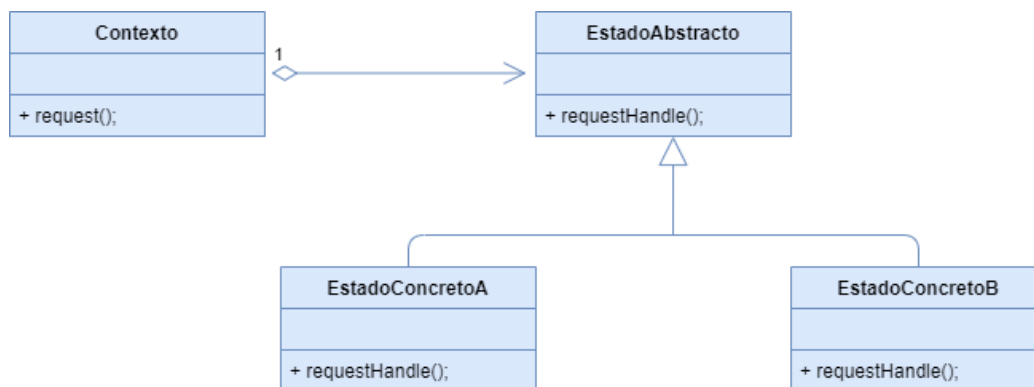 Contexto
+ request();
1
EstadoAbstracto
+ requestHandle();
EstadoConcretoA
+ requestHandle();
EstadoConcretoB
+ requestHandle();